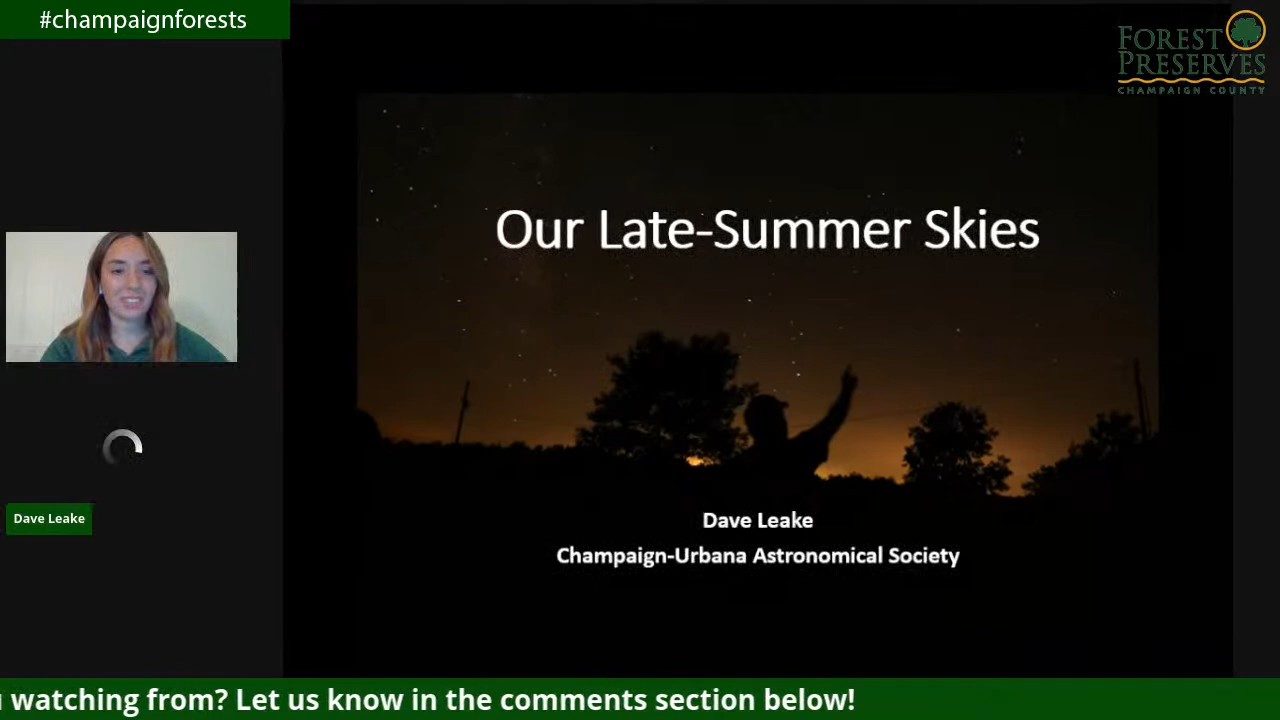 #champaignforests
FOREST
PRESERVES
CHAMPAIGN COUNTY
Our Late-Summer Skies
Dave Leake
Dave Leake
Champaign-Urbana Astronomical Society
watching from? Let us know in the comments section below!